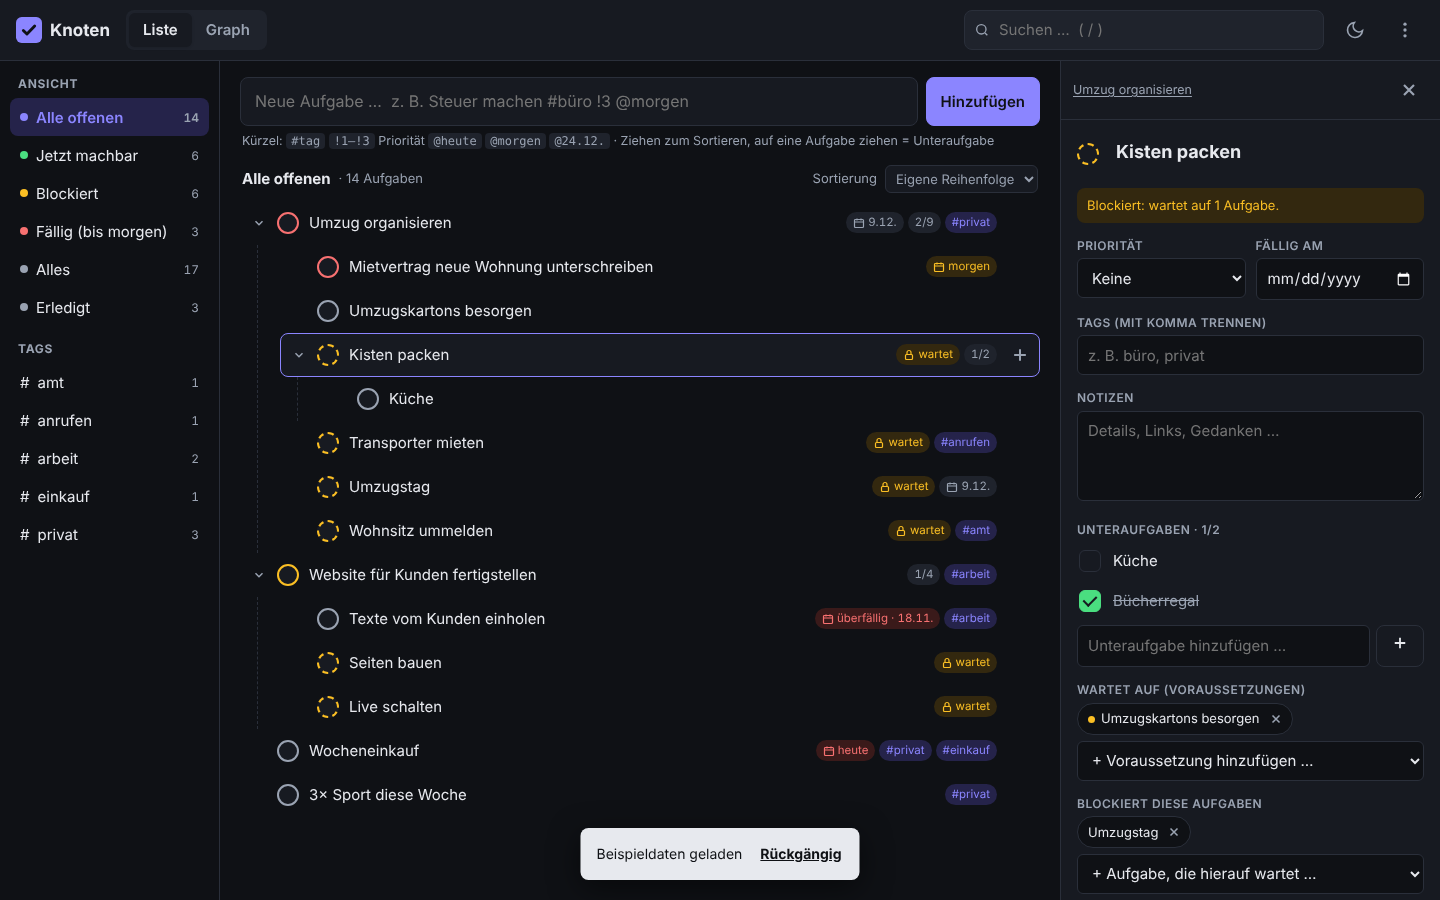 Knoten
Liste
Graph
Suchen … ( / )
ANSICHT
Alle offenen 14
Jetzt machbar 6
Blockiert 6
Fällig (bis morgen) 3
Alles 17
Erledigt 3
TAGS
# amt 1
# anrufen 1
# arbeit 2
# einkauf 1
# privat 3
Neue Aufgabe … z. B. Steuer machen #büro !3 @morgen
Hinzufügen
Kürzel: #tag !1–!3 Priorität @heute @morgen @24.12. · Ziehen zum Sortieren, auf eine Aufgabe ziehen = Unteraufgabe
Alle offenen · 14 Aufgaben
Sortierung Eigene Reihenfolge
Umzug organisieren 9.12. 2/9 #privat
Mietvertrag neue Wohnung unterschreiben morgen
Umzugskartons besorgen
Kisten packen wartet 1/2 +
Küche
Transporter mieten wartet #anrufen
Umzugstag wartet 9.12.
Wohnsitz ummelden wartet #amt
Website für Kunden fertigstellen 1/4 #arbeit
Texte vom Kunden einholen überfällig · 18.11. #arbeit
Seiten bauen wartet
Live schalten wartet
Wocheneinkauf heute #privat #einkauf
3× Sport diese Woche #privat
Beispieldaten geladen Rückgängig
Umzug organisieren
Kisten packen
Blockiert: wartet auf 1 Aufgabe.
PRIORITÄT
Keine
FÄLLIG AM
mm/dd/yyyy
TAGS (MIT KOMMA TRENNEN)
z. B. büro, privat
NOTIZEN
Details, Links, Gedanken …
UNTERAUFGABEN · 1/2
Küche
Bücherregal
Unteraufgabe hinzufügen … +
WARTET AUF (VORAUSSETZUNGEN)
Umzugskartons besorgen ×
+ Voraussetzung hinzufügen …
BLOCKIERT DIESE AUFGABEN
Umzugstag ×
+ Aufgabe, die hierauf wartet …